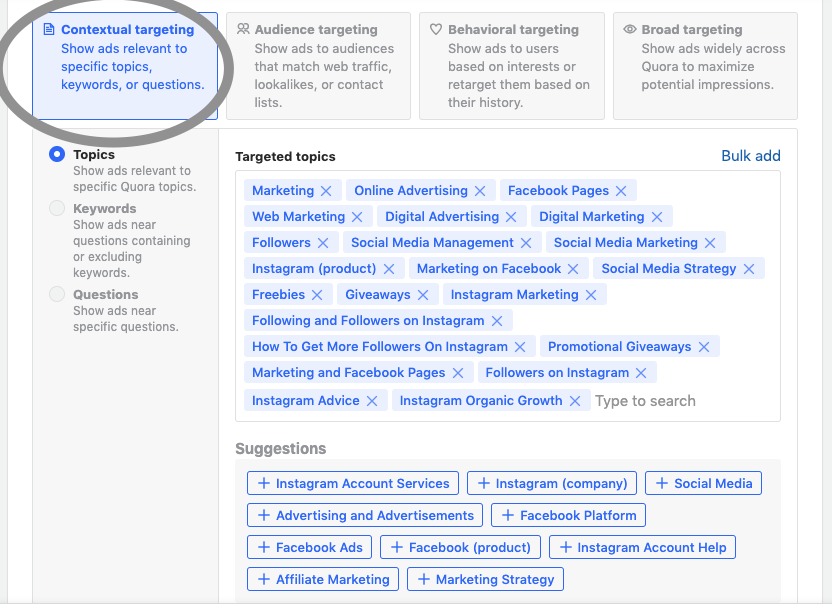 Contextual targeting
Show ads relevant to
specific topics,
keywords, or questions.
Audience targeting
Show ads to audiences
that match web traffic,
lookalikes, or contact
lists.
Behavioral targeting
Show ads to users
based on interests or
retarget them based on
their history.
Broad targeting
Show ads widely across
Quora to maximize
potential impressions.
Topics
Show ads relevant to
specific Quora topics.
Keywords
Show ads near
questions containing
or excluding
keywords.
Questions
Show ads near
specific questions.
Targeted topics Bulk add
Marketing Online Advertising Facebook Pages
Web Marketing Digital Advertising Digital Marketing
Followers Social Media Management Social Media Marketing
Instagram (product) Marketing on Facebook Social Media Strategy
Freebies Giveaways Instagram Marketing
Following and Followers on Instagram
How To Get More Followers On Instagram Promotional Giveaways
Marketing and Facebook Pages Followers on Instagram
Instagram Advice Instagram Organic Growth Type to search
Suggestions
+ Instagram Account Services + Instagram (company) + Social Media
+ Advertising and Advertisements + Facebook Platform
+ Facebook Ads + Facebook (product) + Instagram Account Help
+ Affiliate Marketing + Marketing Strategy